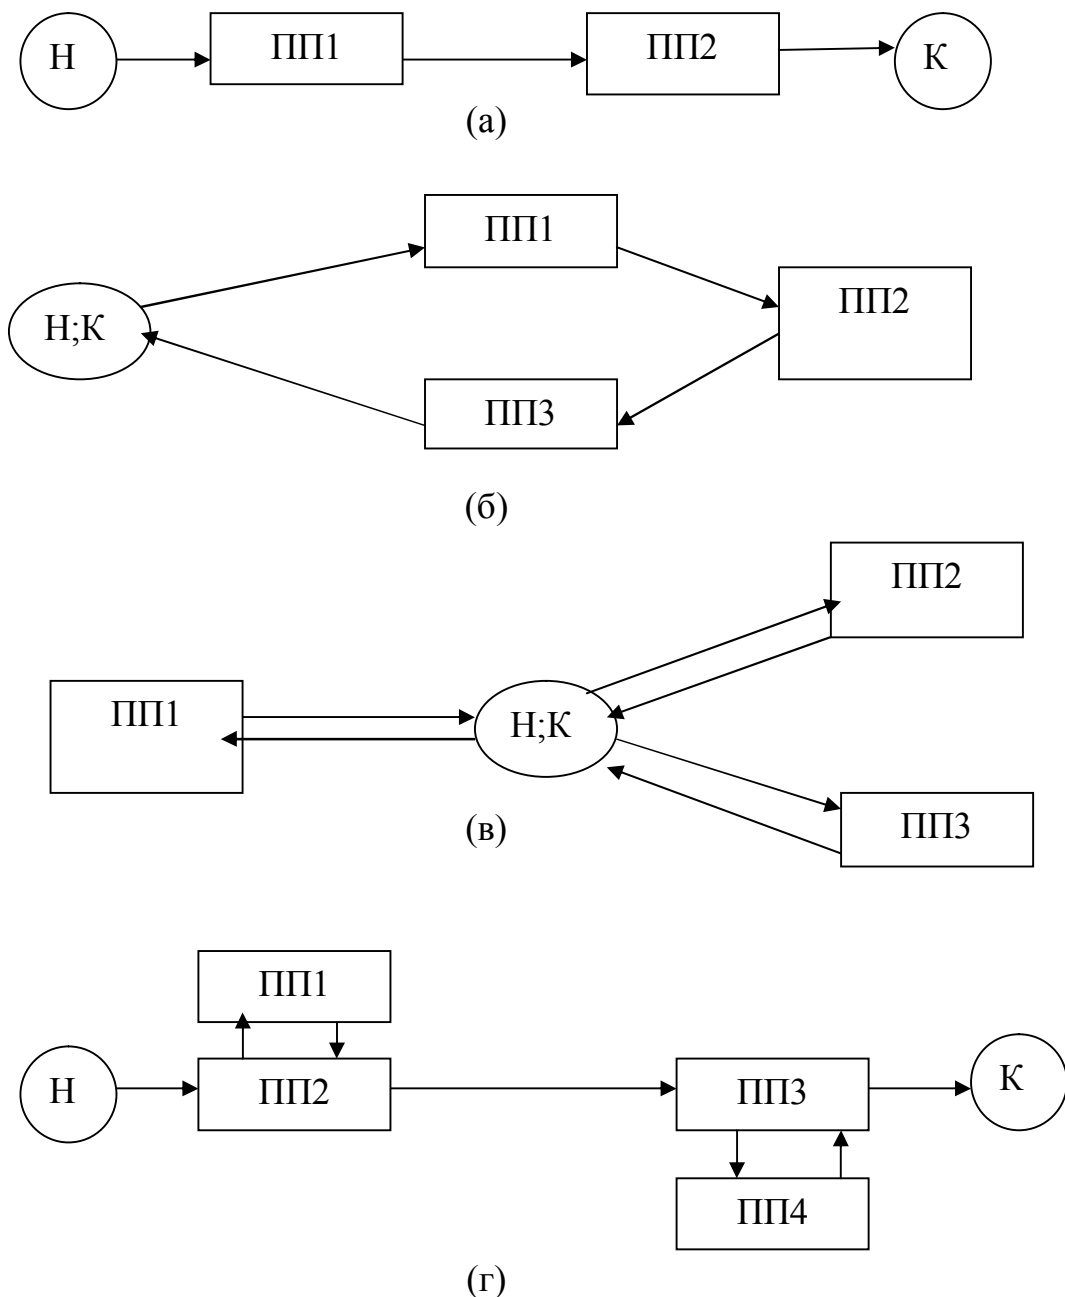 Н ПП1 ПП2 К
(а)
ПП1
ПП2
Н;К
ПП3
(б)
ПП2
ПП1 Н;К
ПП3
(в)
ПП1
Н ПП2 ПП3 К
ПП4
(г)